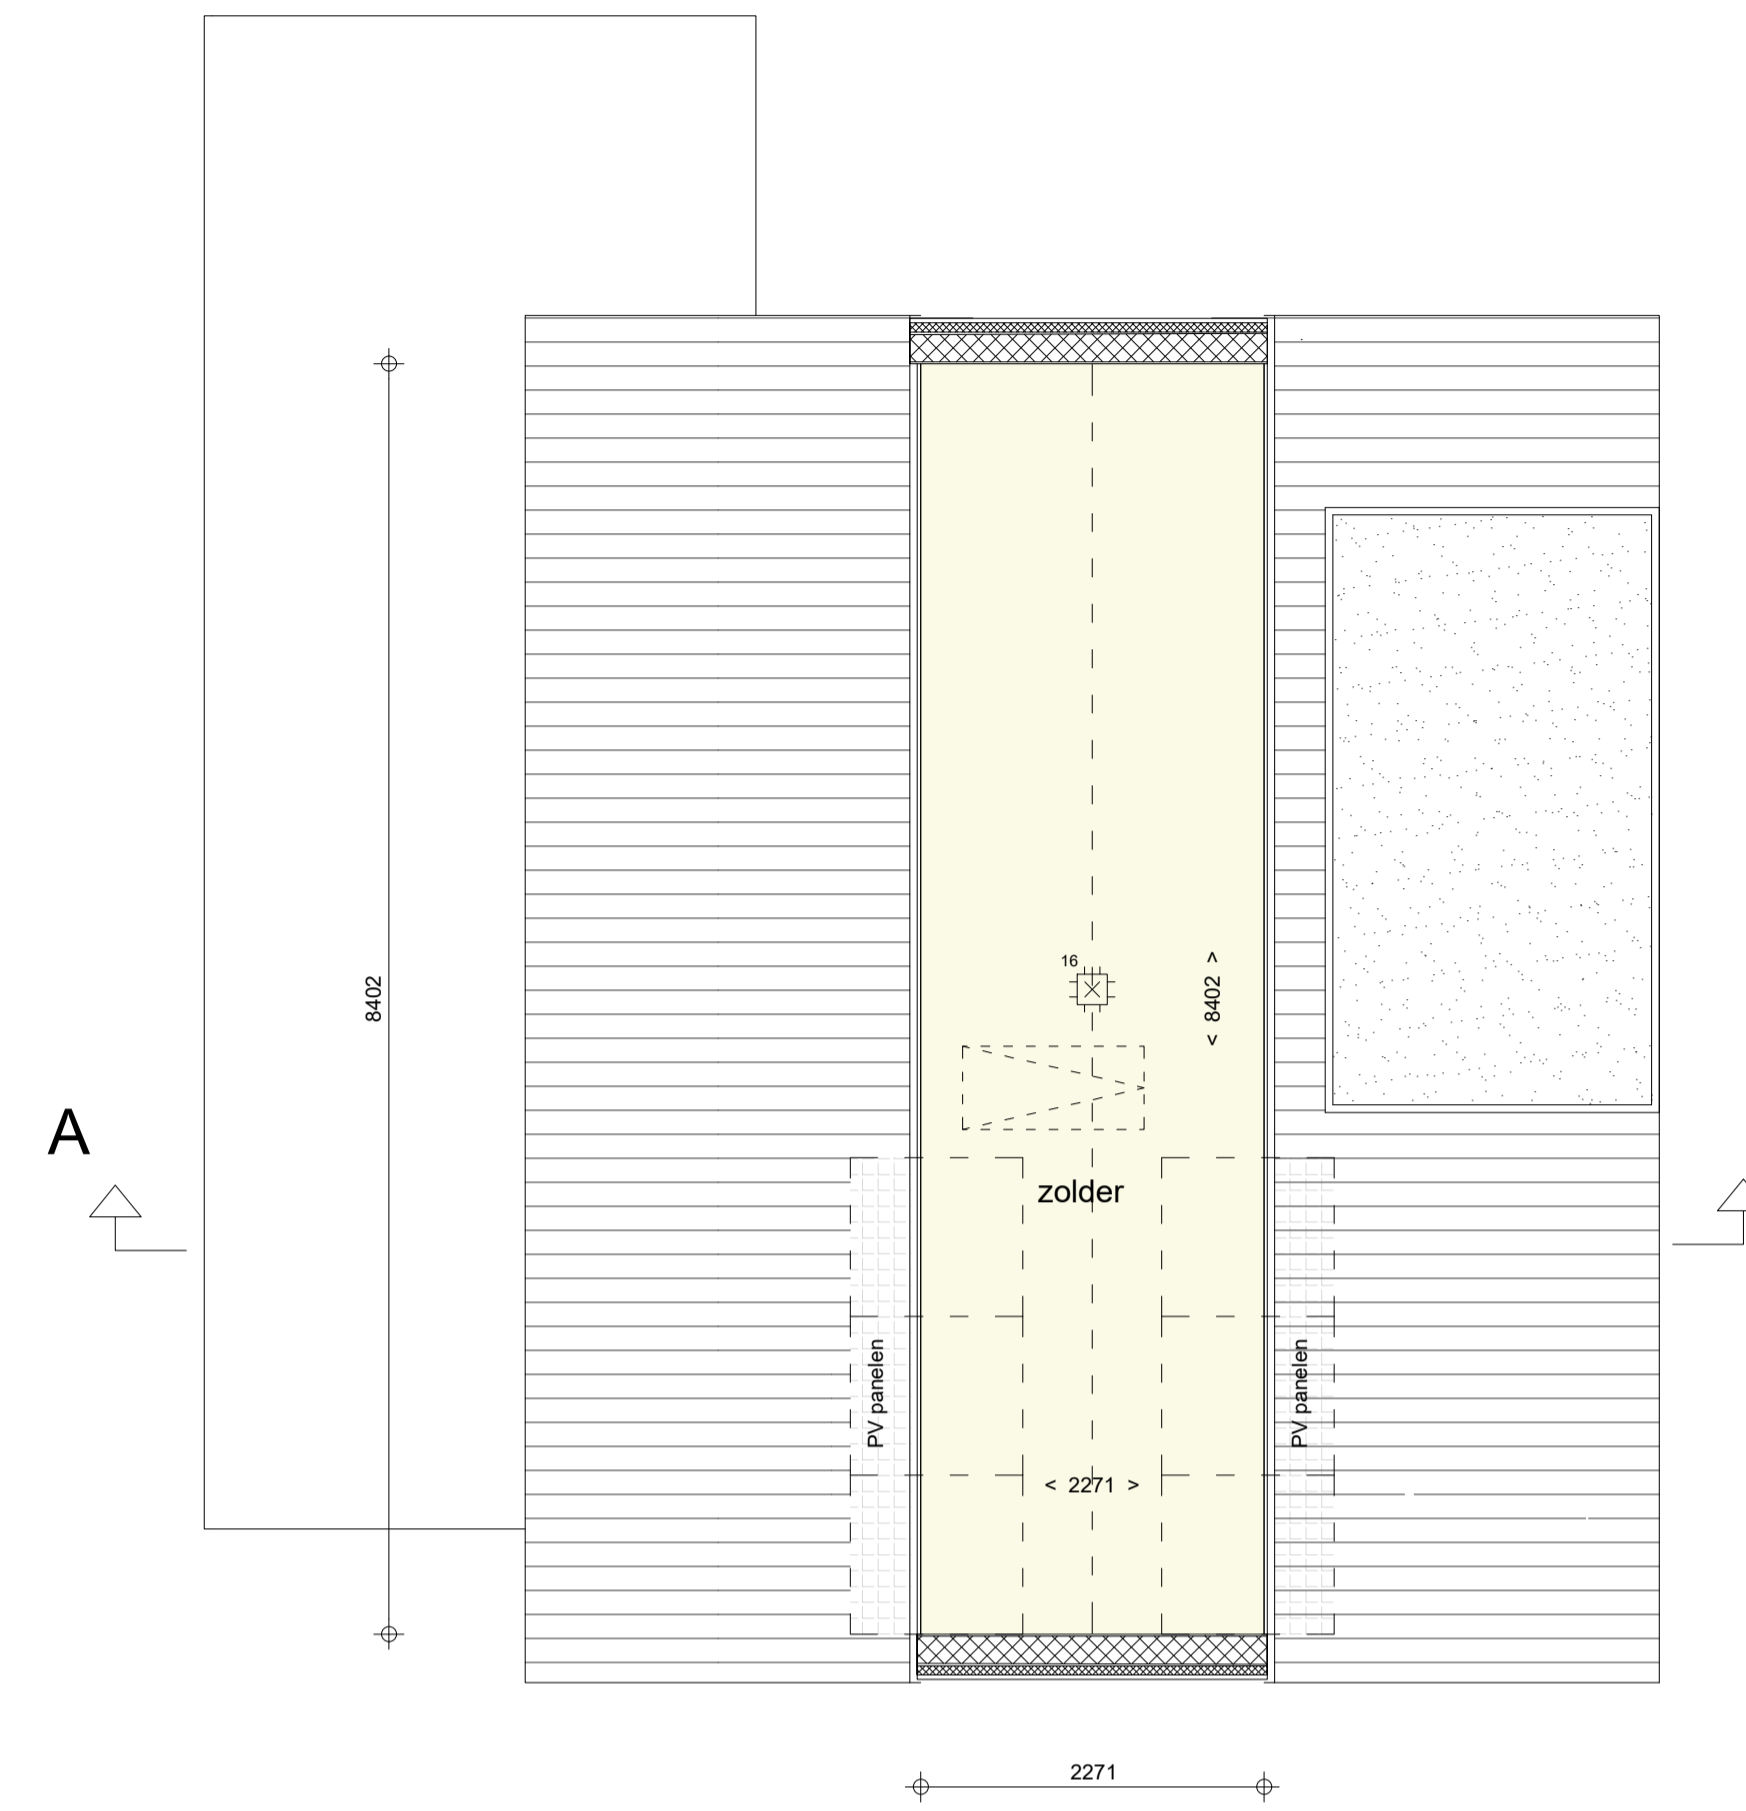 16
< 8402 >
8402
A
zolder
PV panelen
PV panelen
< 2271 >
2271